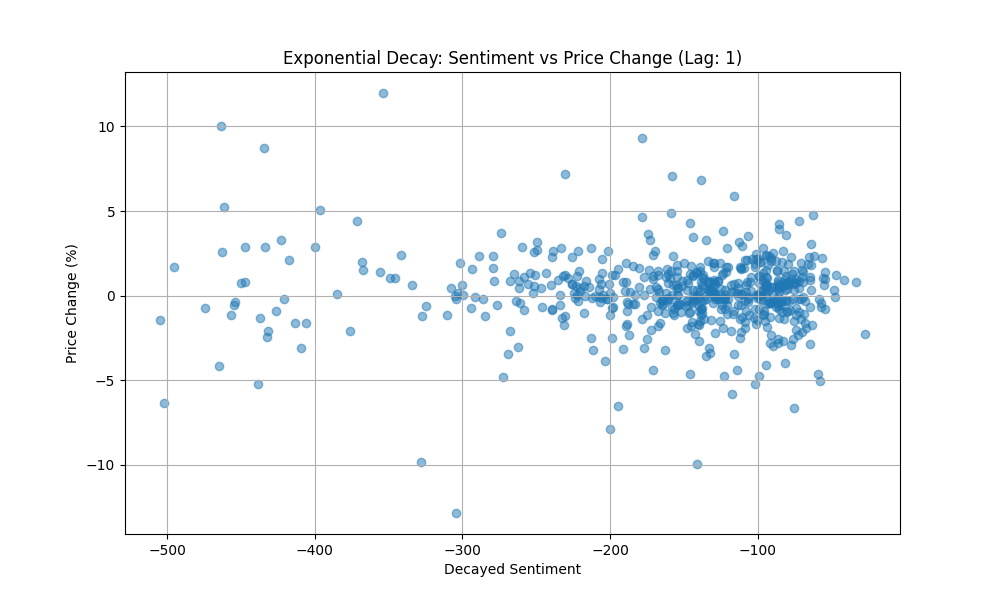 Exponential Decay: Sentiment vs Price Change (Lag: 1)
Price Change (%)
10
5
0
−5
−10
−500 −400 −300 −200 −100
Decayed Sentiment